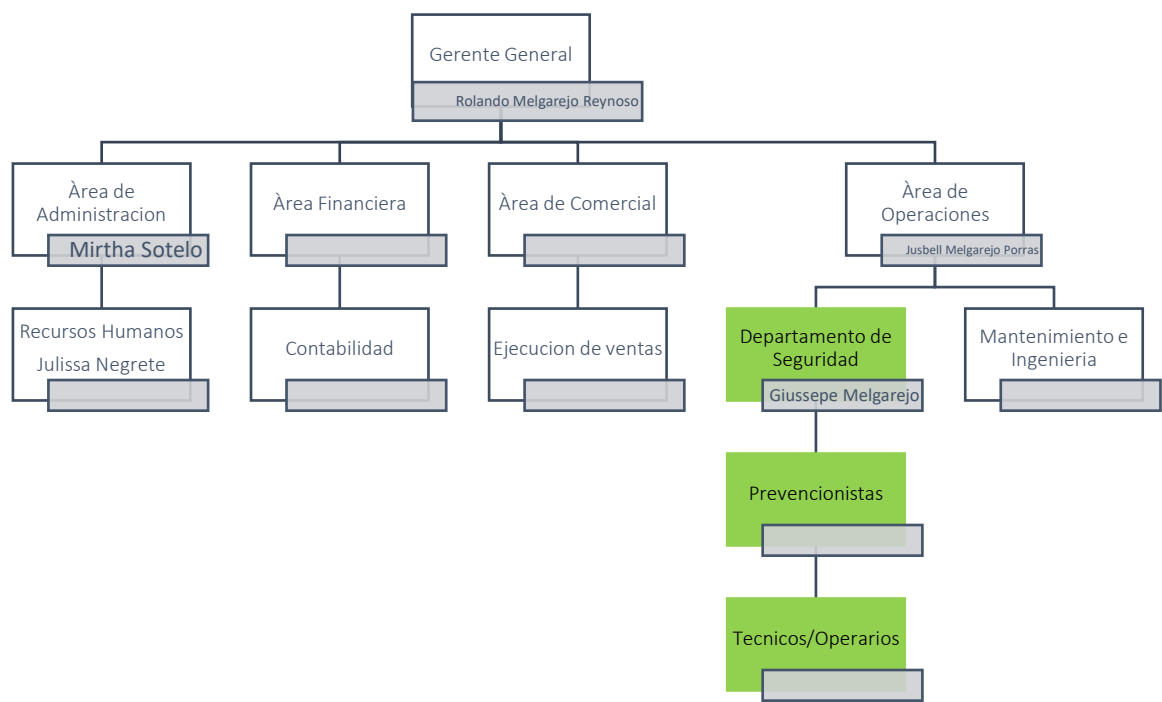 Gerente General
Rolando Melgarejo Reynoso
Àrea de
Administracion
Mirtha Sotelo
Àrea Financiera
Àrea de Comercial
Àrea de
Operaciones
Jusbell Melgarejo Porras
Recursos Humanos
Julissa Negrete
Contabilidad
Ejecucion de ventas
Departamento de
Seguridad
Giussepe Melgarejo
Mantenimiento e
Ingenieria
Prevencionistas
Tecnicos/Operarios